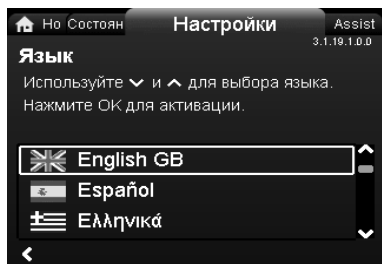 Но Состоян Настройки Assist
3.1.19.1.0.0
Язык
Используйте и для выбора языка.
Нажмите OK для активации.
English GB
Español
Ελληνικά